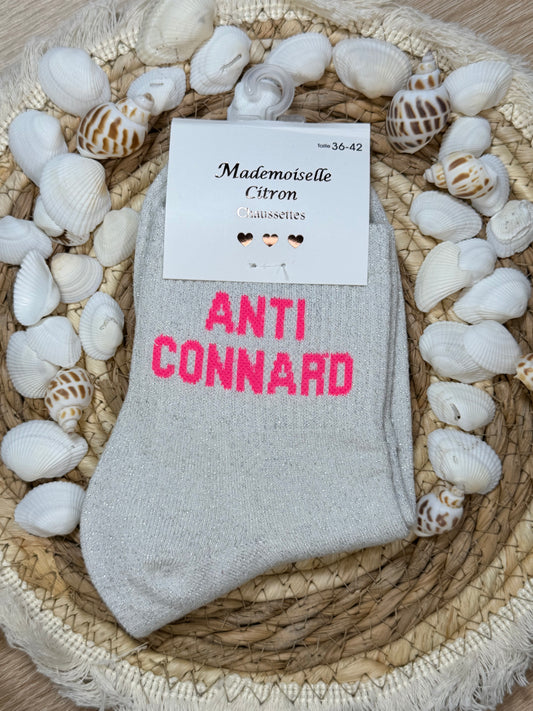 Taille 36-42
Mademoiselle
Citron
Chaussettes
ANTI
CONNARD